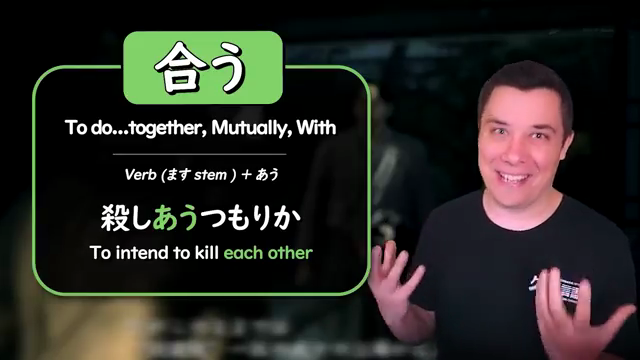 合う
To do...together, Mutually, With
Verb (ます stem ) + あう
殺しあうつもりか
To intend to kill each other